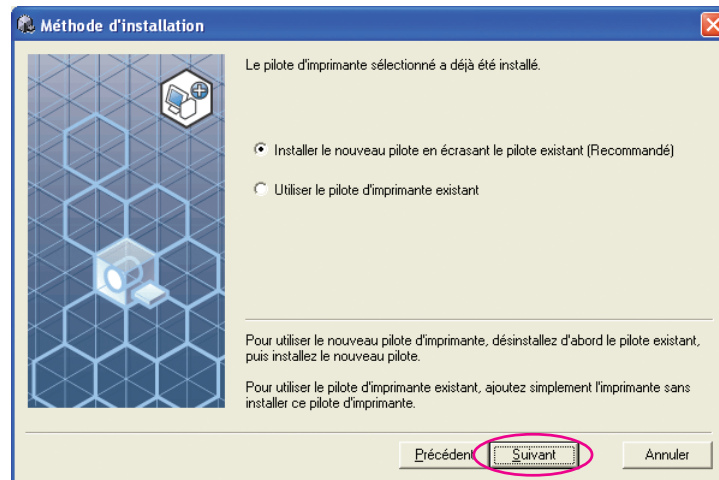 Méthode d'installation
Le pilote d'imprimante sélectionné a déjà été installé.
Installer le nouveau pilote en écrasant le pilote existant (Recommandé)
Utiliser le pilote d'imprimante existant
Pour utiliser le nouveau pilote d'imprimante, désinstallez d'abord le pilote existant,
puis installez le nouveau pilote.
Pour utiliser le pilote d'imprimante existant, ajoutez simplement l'imprimante sans
installer ce pilote d'imprimante.
Précédent Suivant Annuler